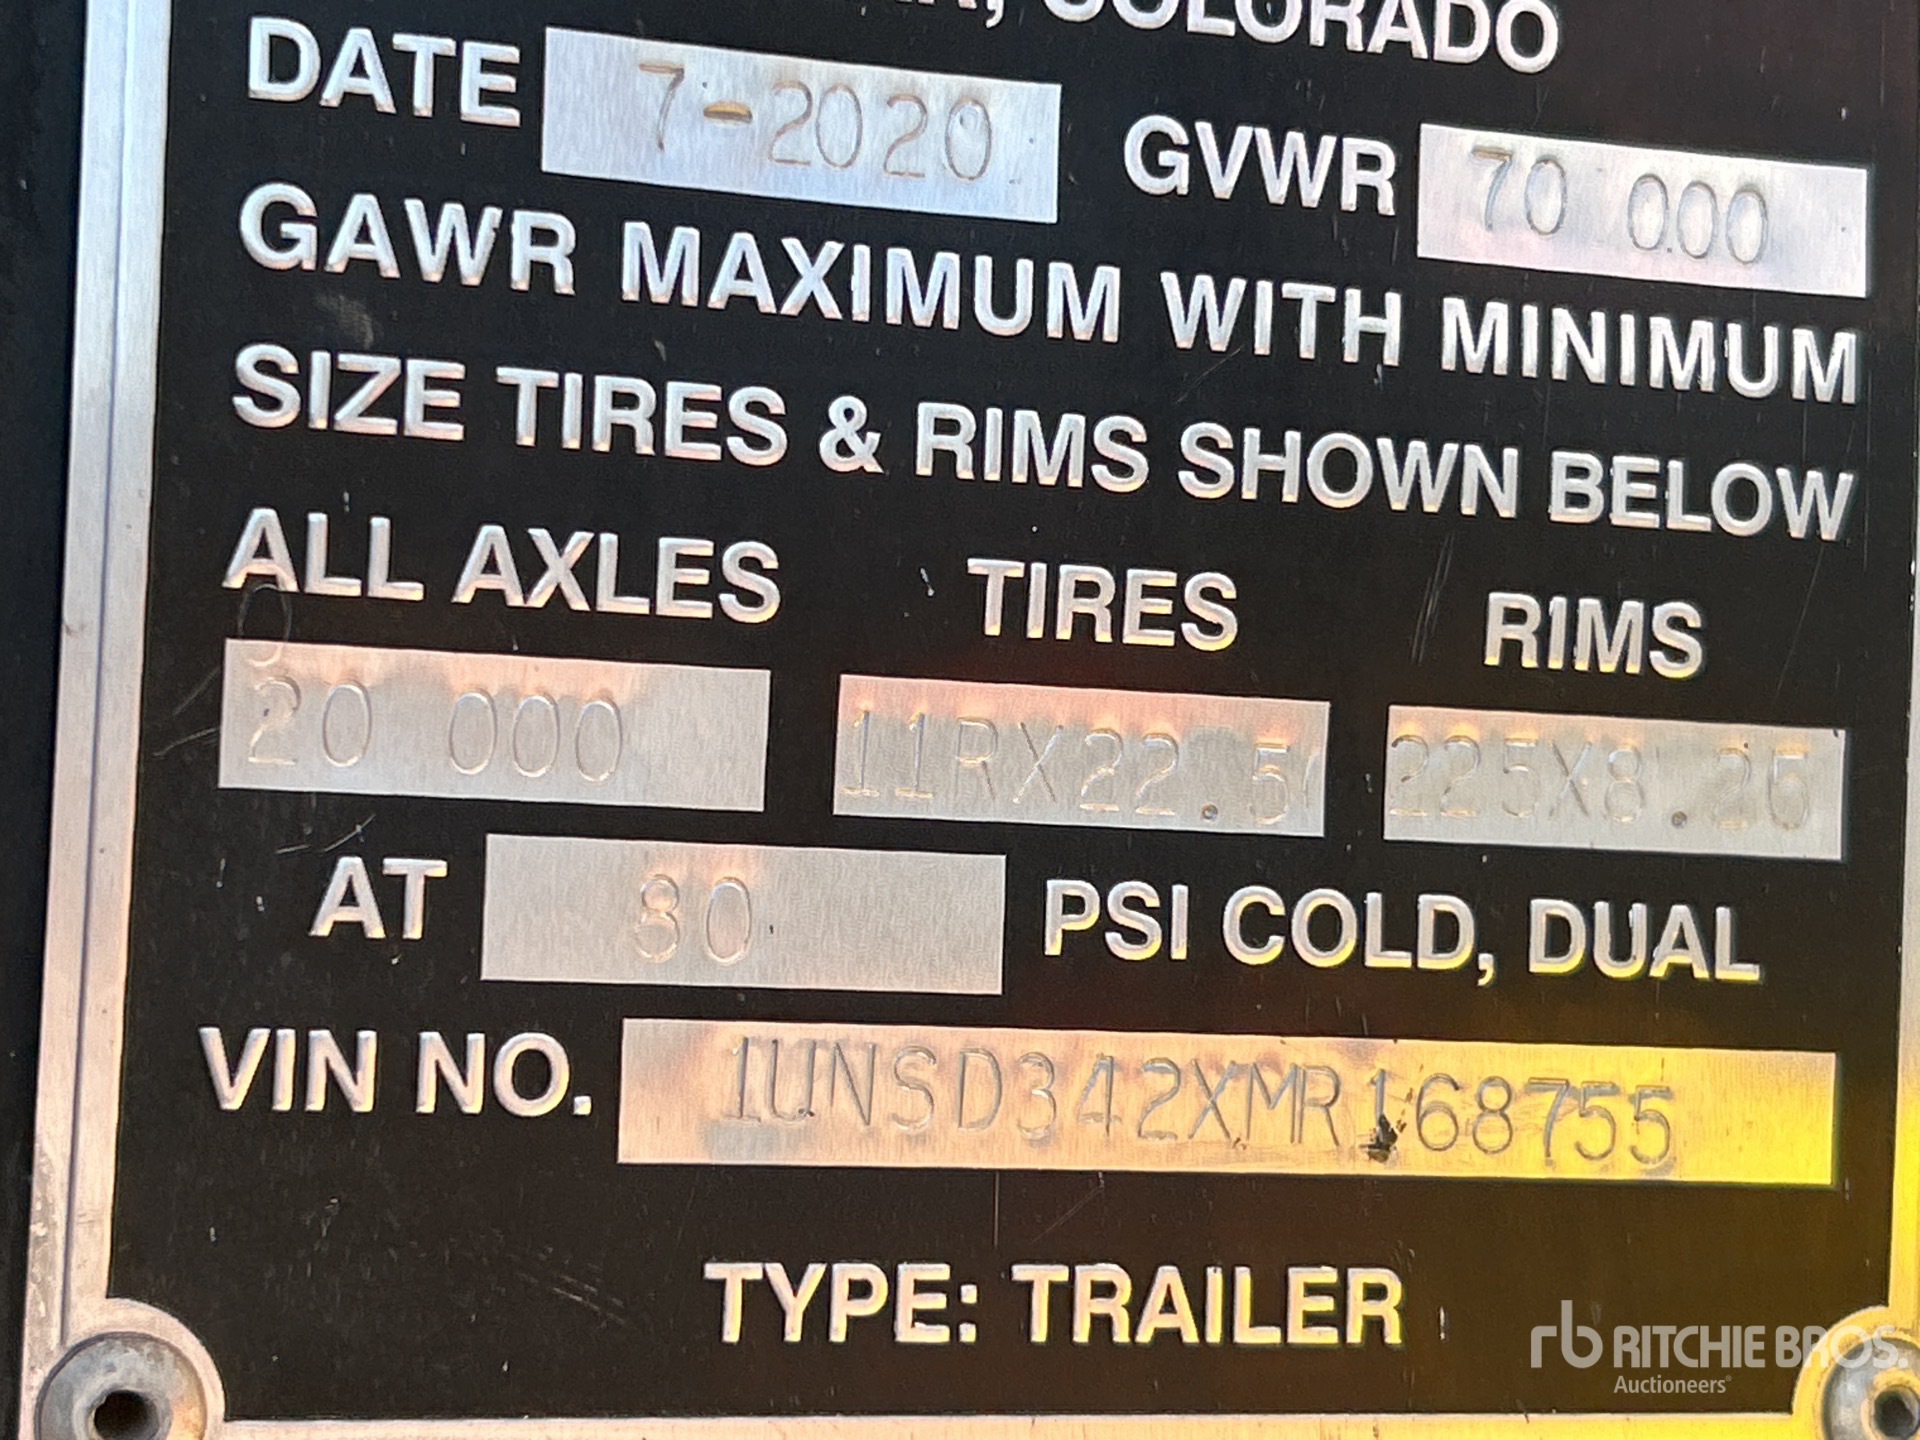 COLORADO
DATE 7-2020 GVWR 70 000
GAWR MAXIMUM WITH MINIMUM
SIZE TIRES & RIMS SHOWN BELOW
ALL AXLES TIRES RIMS
20 000 11RX22.5 225X8.25
AT 80 PSI COLD, DUAL
VIN NO. 1UNSD342XMR168755
TYPE: TRAILER
rb RITCHIE BROS.
Auctioneers